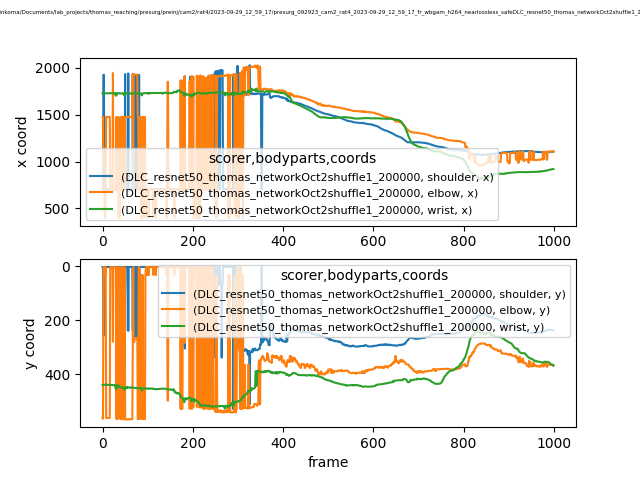 inkoma/Documents/lab_projects/thomas_reaching/presurg/preinj/cam2/rat4/2023-09-29_12_59_17/presurg_092923_cam2_rat4_2023-09-29_12_59_17_fr_wbgam_h264_nearlossless_safeDLC_resnet50_thomas_networkOct2shuffle1_2
2000
1500
1000
500
x coord
scorer,bodyparts,coords
(DLC_resnet50_thomas_networkOct2shuffle1_200000, shoulder, x)
(DLC_resnet50_thomas_networkOct2shuffle1_200000, elbow, x)
(DLC_resnet50_thomas_networkOct2shuffle1_200000, wrist, x)
0 200 400 600 800 1000
0
200
400
y coord
scorer,bodyparts,coords
(DLC_resnet50_thomas_networkOct2shuffle1_200000, shoulder, y)
(DLC_resnet50_thomas_networkOct2shuffle1_200000, elbow, y)
(DLC_resnet50_thomas_networkOct2shuffle1_200000, wrist, y)
0 200 400 600 800 1000
frame